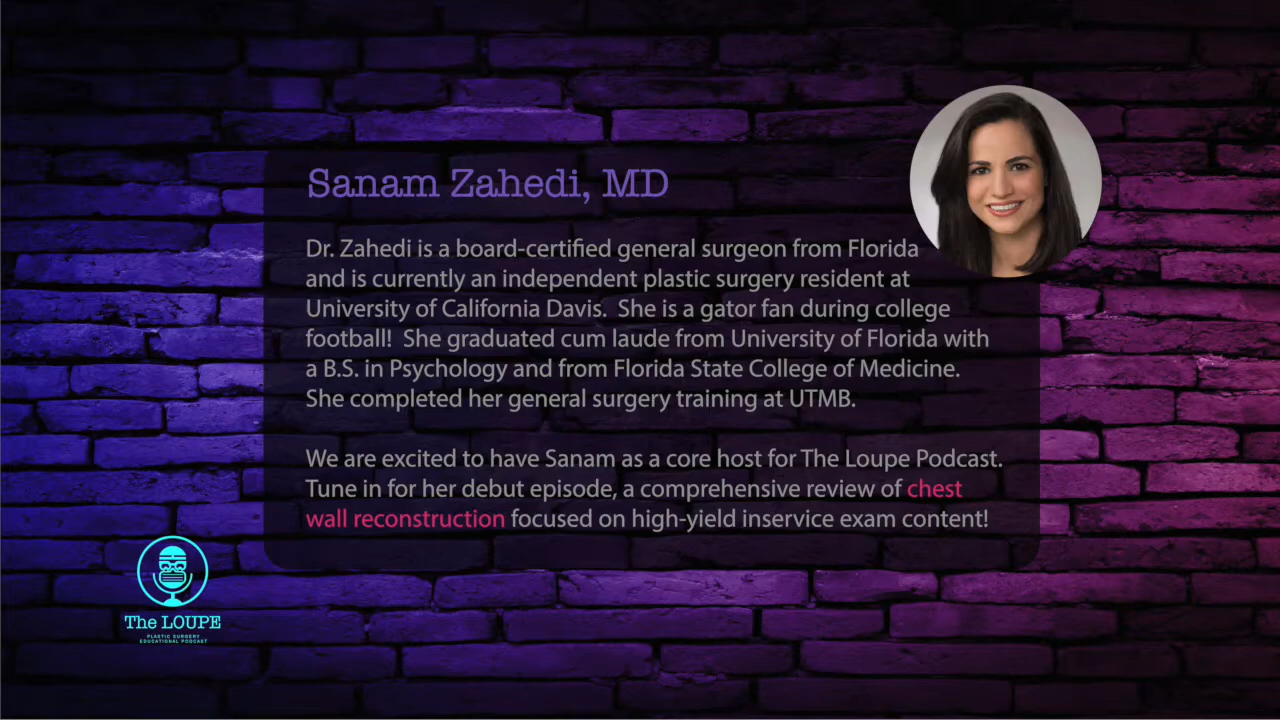 Sanam Zahedi, MD
Dr. Zahedi is a board-certified general surgeon from Florida
and is currently an independent plastic surgery resident at
University of California Davis.  She is a gator fan during college
football!  She graduated cum laude from University of Florida with
a B.S. in Psychology and from Florida State College of Medicine.
She completed her general surgery training at UTMB.
We are excited to have Sanam as a core host for The Loupe Podcast.
Tune in for her debut episode, a comprehensive review of chest
wall reconstruction focused on high-yield inservice exam content!
The LOUPE
PLASTIC SURGERY
EDUCATIONAL PODCAST